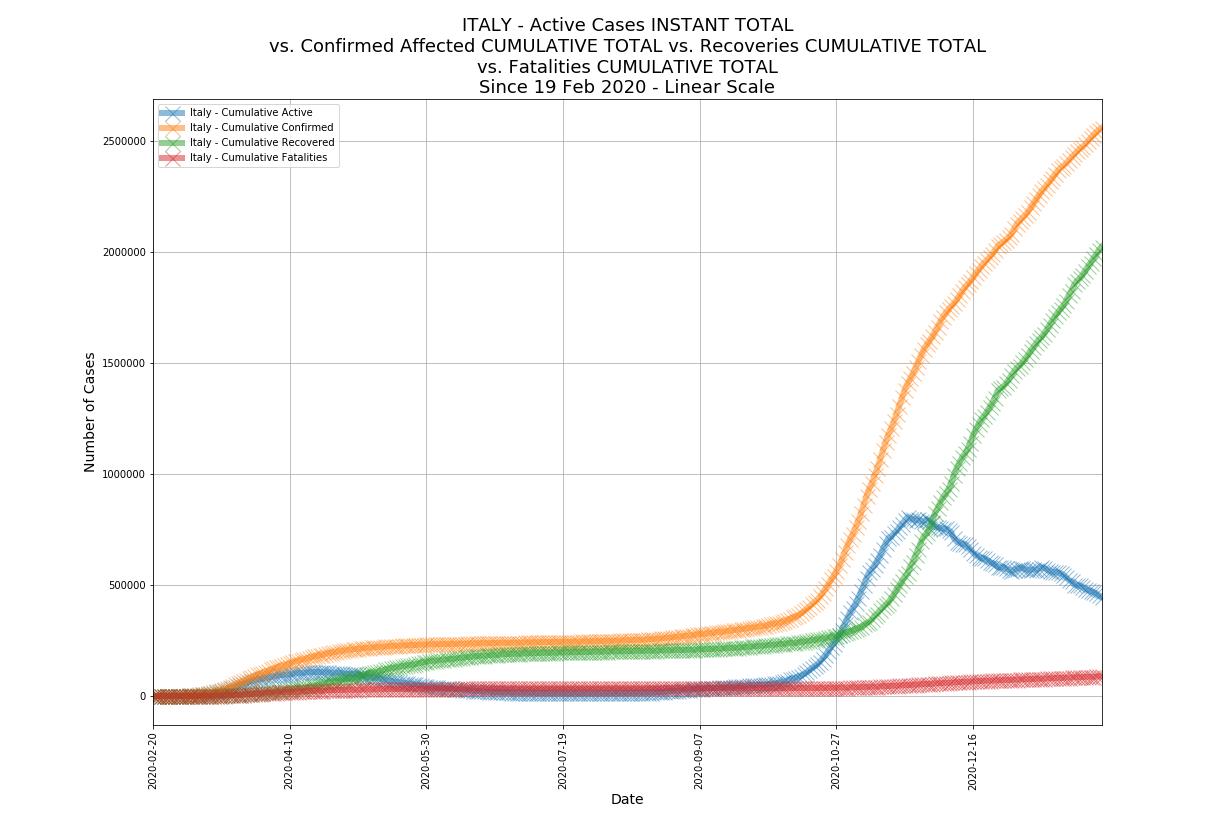 ITALY - Active Cases INSTANT TOTAL
vs. Confirmed Affected CUMULATIVE TOTAL vs. Recoveries CUMULATIVE TOTAL
vs. Fatalities CUMULATIVE TOTAL
Since 19 Feb 2020 - Linear Scale
Italy - Cumulative Active
Italy - Cumulative Confirmed
Italy - Cumulative Recovered
Italy - Cumulative Fatalities
Number of Cases
2500000
2000000
1500000
1000000
500000
0
2020-02-20
2020-04-10
2020-05-30
2020-07-19
2020-09-07
2020-10-27
2020-12-16
Date